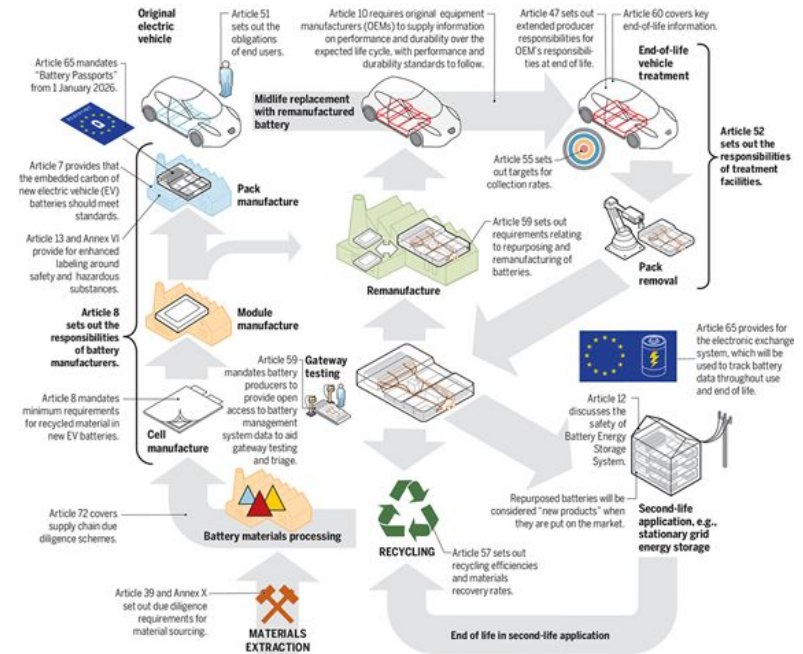 Original
electric
vehicle
Article 51
sets out the
obligations
of end users.
Article 10 requires original equipment
manufacturers (OEMs) to supply information
on performance and durability over the
expected life cycle, with performance and
durability standards to follow.
Article 47 sets out
extended producer
responsibilities
for OEM's responsibili-
ties at end of life.
Article 60 covers key
end-of-life information.
End-of-life
vehicle
treatment
Article 65 mandates
"Battery Passports"
from 1 January 2026.
Midlife replacement
with remanufactured
battery
Article 52
sets out the
responsibilities
of treatment
facilities.
Article 55 sets
out targets for
collection rates.
Article 7 provides that
the embedded carbon of
new electric vehicle (EV)
batteries should meet
standards.
Pack
manufacture
Article 13 and Annex VI
provide for enhanced
labeling around
safety and hazardous
substances.
Article 59 sets out
requirements relating
to repurposing and
remanufacturing of
batteries.
Remanufacture
Pack
removal
Article 8
sets out the
responsibilities
of battery
manufacturers.
Module
manufacture
Article 65 provides for
the electronic exchange
system, which will be
used to track battery
data throughout use
and end of life.
Article 59
mandates battery
producers to
provide open
access to battery
management
system data to aid
gateway testing
and triage.
Gateway
testing
Article 8 mandates
minimum requirements
for recycled material in
new EV batteries.
Cell
manufacture
Article 12
discusses the
safety of
Battery Energy
Storage
System.
Repurposed batteries will be
considered "new products" when
they are put on the market.
Second-life
application, e.g.,
stationary grid
energy storage
Article 72 covers
supply chain due
diligence schemes.
Battery materials processing
RECYCLING
Article 57 sets out
recycling efficiencies
and materials
recovery rates.
Article 39 and Annex X
set out due diligence
requirements for
material sourcing.
MATERIALS
EXTRACTION
End of life in second-life application